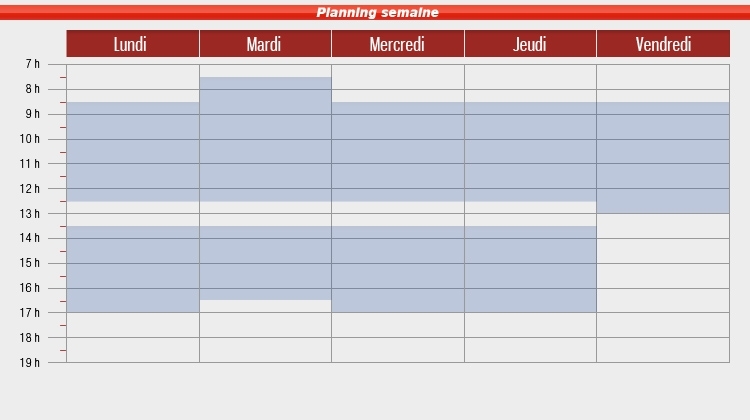 Planning semaine
Lundi Mardi Mercredi Jeudi Vendredi
7 h
8 h
9 h
10 h
11 h
12 h
13 h
14 h
15 h
16 h
17 h
18 h
19 h